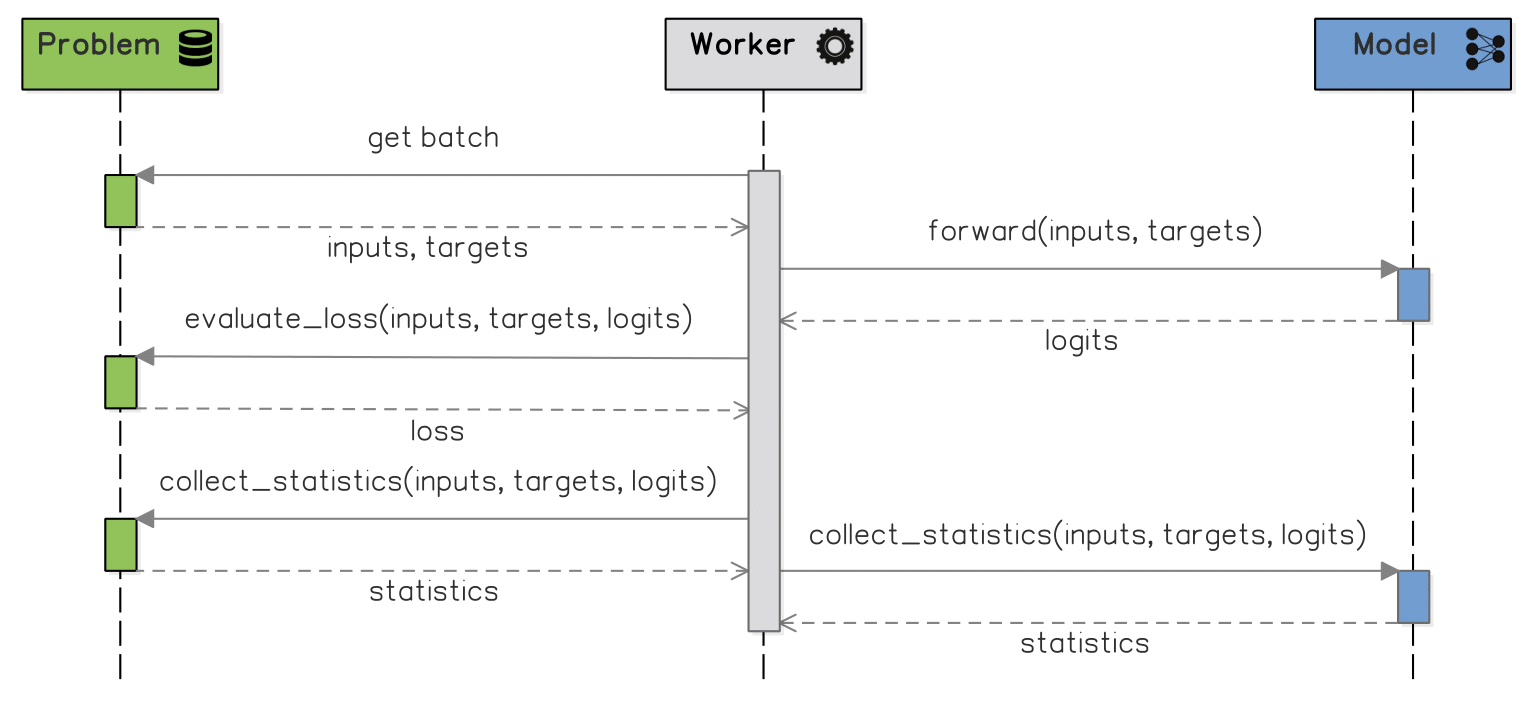 Problem
Worker
Model
get batch
inputs, targets
forward(inputs, targets)
logits
evaluate_loss(inputs, targets, logits)
loss
collect_statistics(inputs, targets, logits)
statistics
collect_statistics(inputs, targets, logits)
statistics